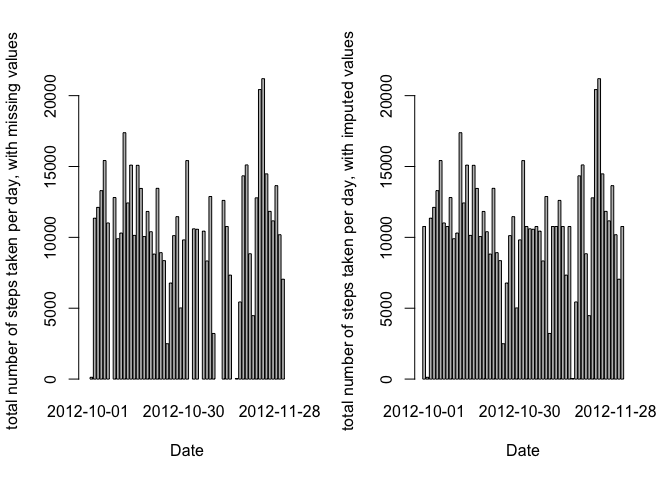 total number of steps taken per day, with missing values
20000
15000
10000
5000
0
2012-10-01 2012-10-30 2012-11-28
Date
total number of steps taken per day, with imputed values
20000
15000
10000
5000
0
2012-10-01 2012-10-30 2012-11-28
Date